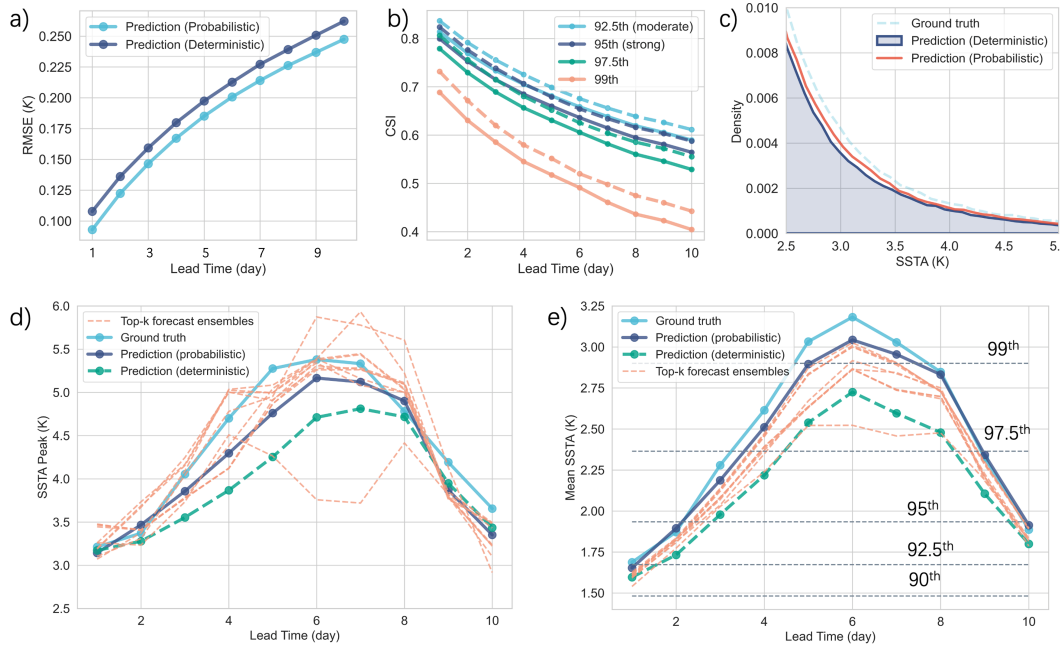 a)
Prediction (Probabilistic)
Prediction (Deterministic)
RMSE (K)
0.250
0.225
0.200
0.175
0.150
0.125
0.100
1 3 5 7 9
Lead Time (day)
b)
92.5th (moderate)
95th (strong)
97.5th
99th
CSI
0.8
0.7
0.6
0.5
0.4
2 4 6 8 10
Lead Time (day)
c)
Ground truth
Prediction (Deterministic)
Prediction (Probabilistic)
Density
0.010
0.008
0.006
0.004
0.002
0.000
2.5 3.0 3.5 4.0 4.5 5.
SSTA (K)
d)
Top-k forecast ensembles
Ground truth
Prediction (probabilistic)
Prediction (deterministic)
SSTA Peak (K)
6.0
5.5
5.0
4.5
4.0
3.5
3.0
2.5
2 4 6 8 10
Lead Time (day)
e)
Ground truth
Prediction (probabilistic)
Prediction (deterministic)
Top-k forecast ensembles
Mean SSTA (K)
3.25
3.00
2.75
2.50
2.25
2.00
1.75
1.50
99th
97.5th
95th
92.5th
90th
2 4 6 8 10
Lead Time (day)